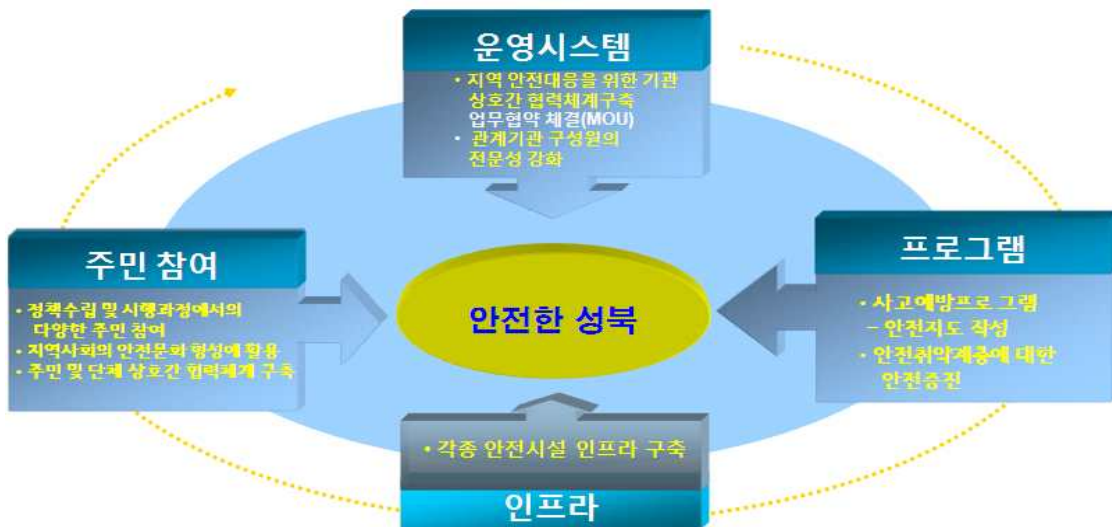 운영시스템
• 지역 안전대응을 위한 기관
상호간 협력체계구축
업무협약 체결(MOU)
• 관계기관 구성원의
전문성 강화
주민 참여
• 정책수립 및 시행과정에서의
다양한 주민 참여
• 지역사회의 안전문화 형성에 활용
• 주민 및 단체 상호간 협력체계 구축
안전한 성북
프로그램
• 사고예방프로 그램
– 안전지도 작성
• 안전취약계층에 대한
안전증진
• 각종 안전시설 인프라 구축
인프라